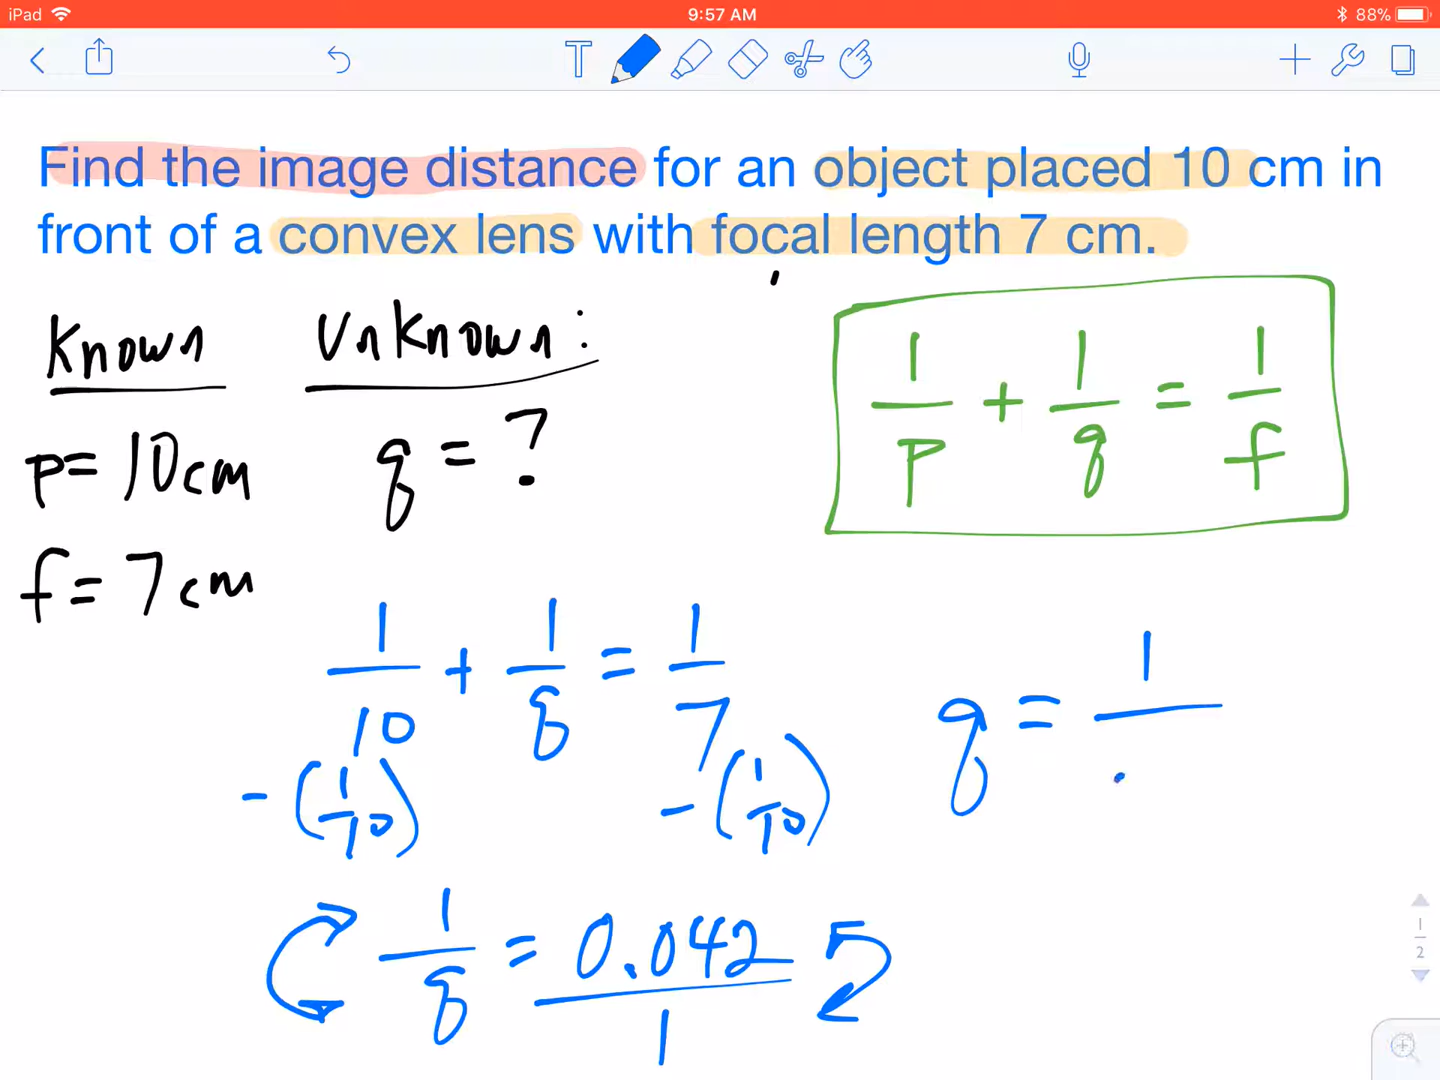 iPad 9:57 AM 88%
T
Find the image distance for an object placed 10 cm in
front of a convex lens with focal length 7 cm.
Known
p= 10cm
f= 7cm
Unknown:
q = ?
1/p + 1/q = 1/f
1/10 + 1/q = 1/7
-(1/10) -(1/10)
1/q = 0.042/1
q = 1/
1/2